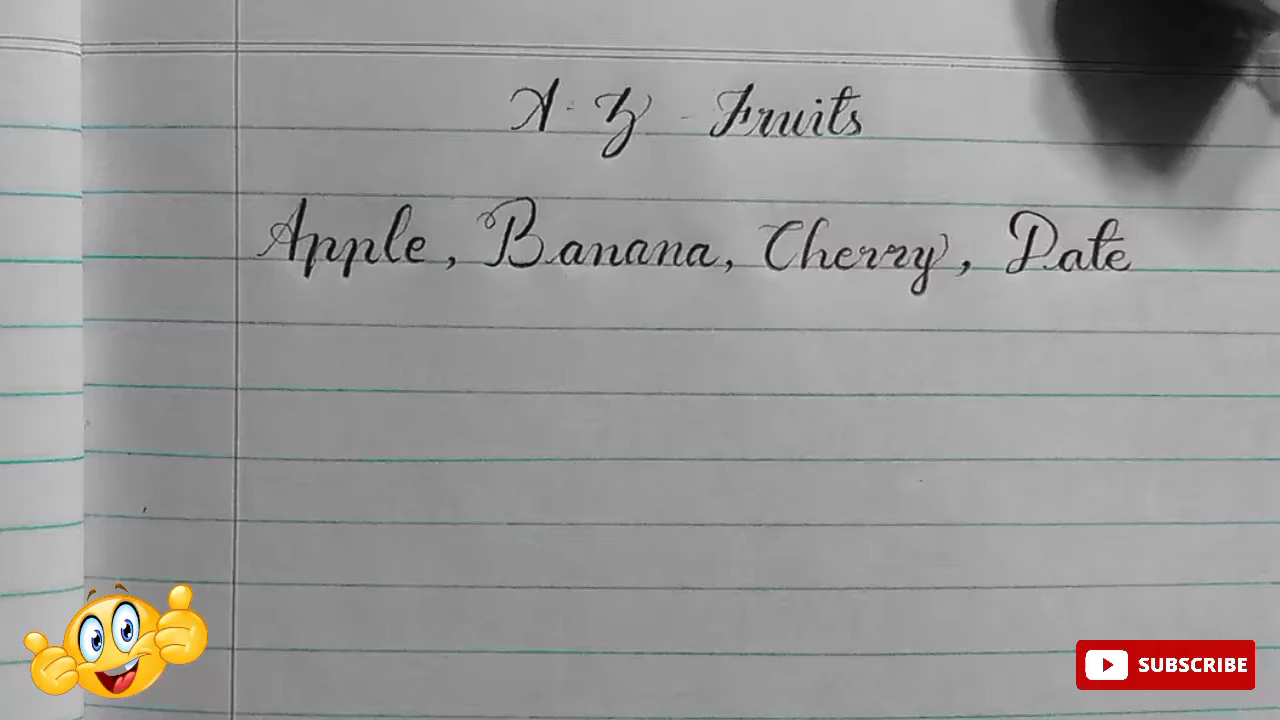 A-Z - Fruits
Apple, Banana, Cherry, Date
SUBSCRIBE